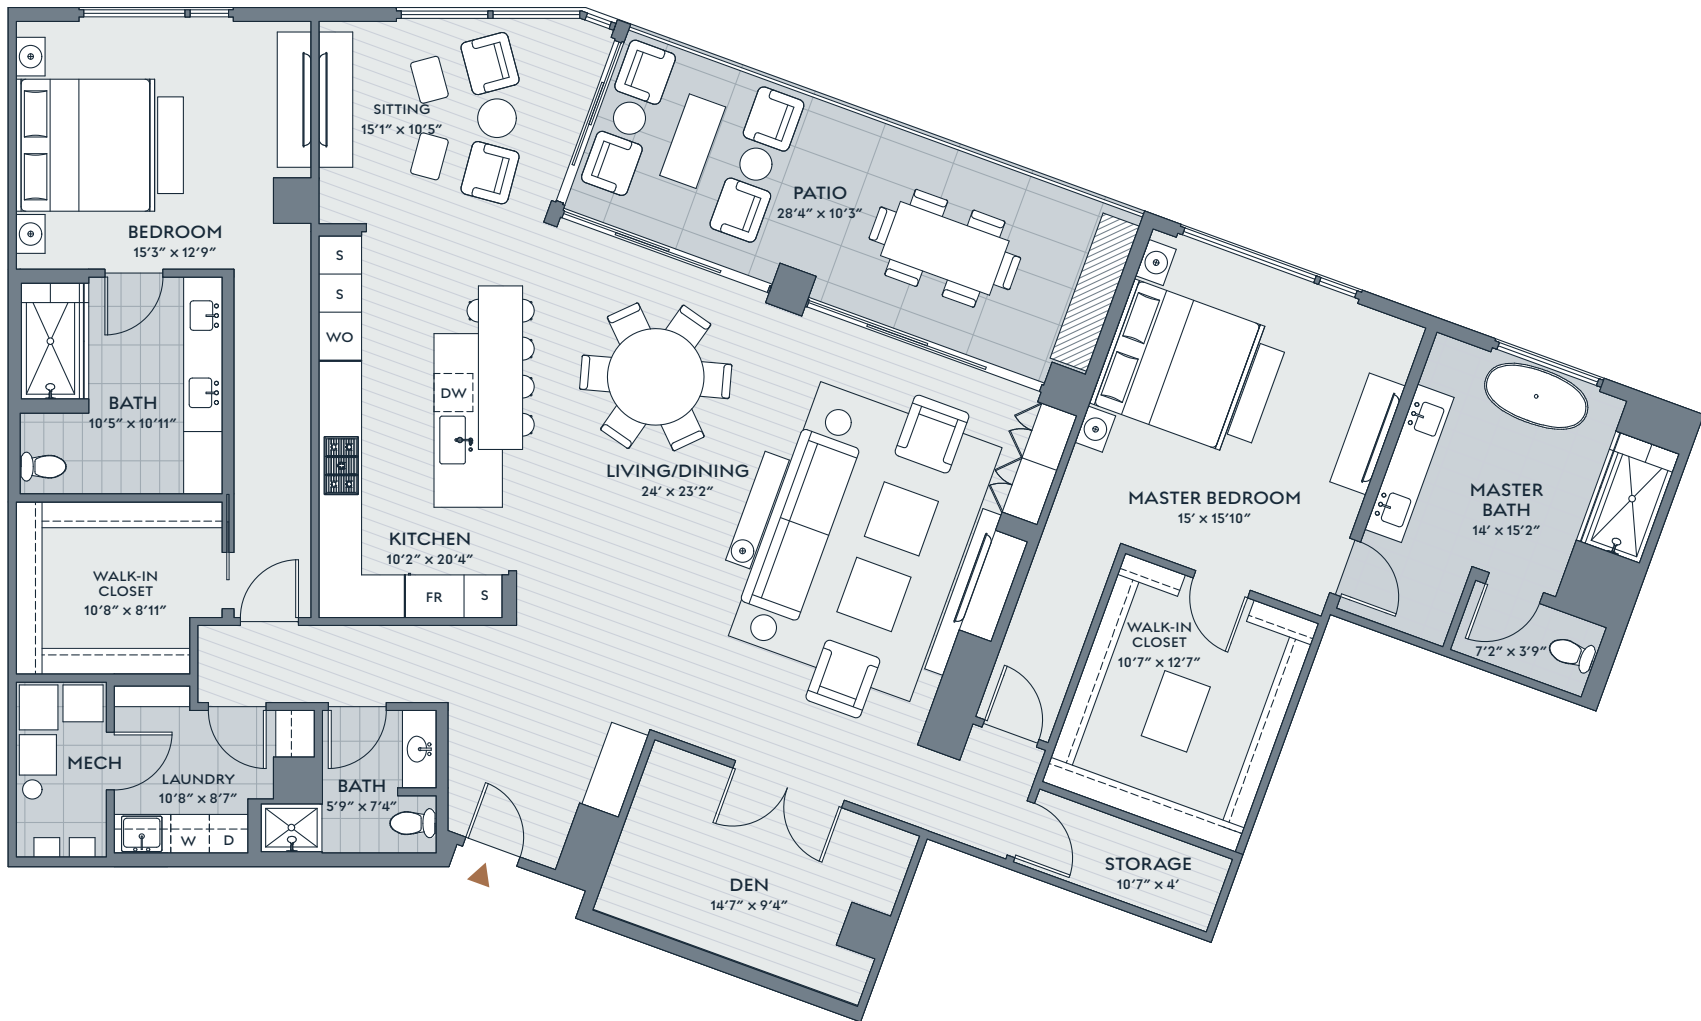 SITTING
15'1" x 10'5"
PATIO
28'4" x 10'3"
BEDROOM
15'3" x 12'9"
S
S
WO
DW
BATH
10'5" x 10'11"
LIVING/DINING
24' x 23'2"
MASTER BEDROOM
15' x 15'10"
MASTER
BATH
14' x 15'2"
KITCHEN
10'2" x 20'4"
FR
S
WALK-IN
CLOSET
10'8" x 8'11"
WALK-IN
CLOSET
10'7" x 12'7"
7'2" x 3'9"
MECH
LAUNDRY
10'8" x 8'7"
W
D
BATH
5'9" x 7'4"
STORAGE
10'7" x 4'
DEN
14'7" x 9'4"